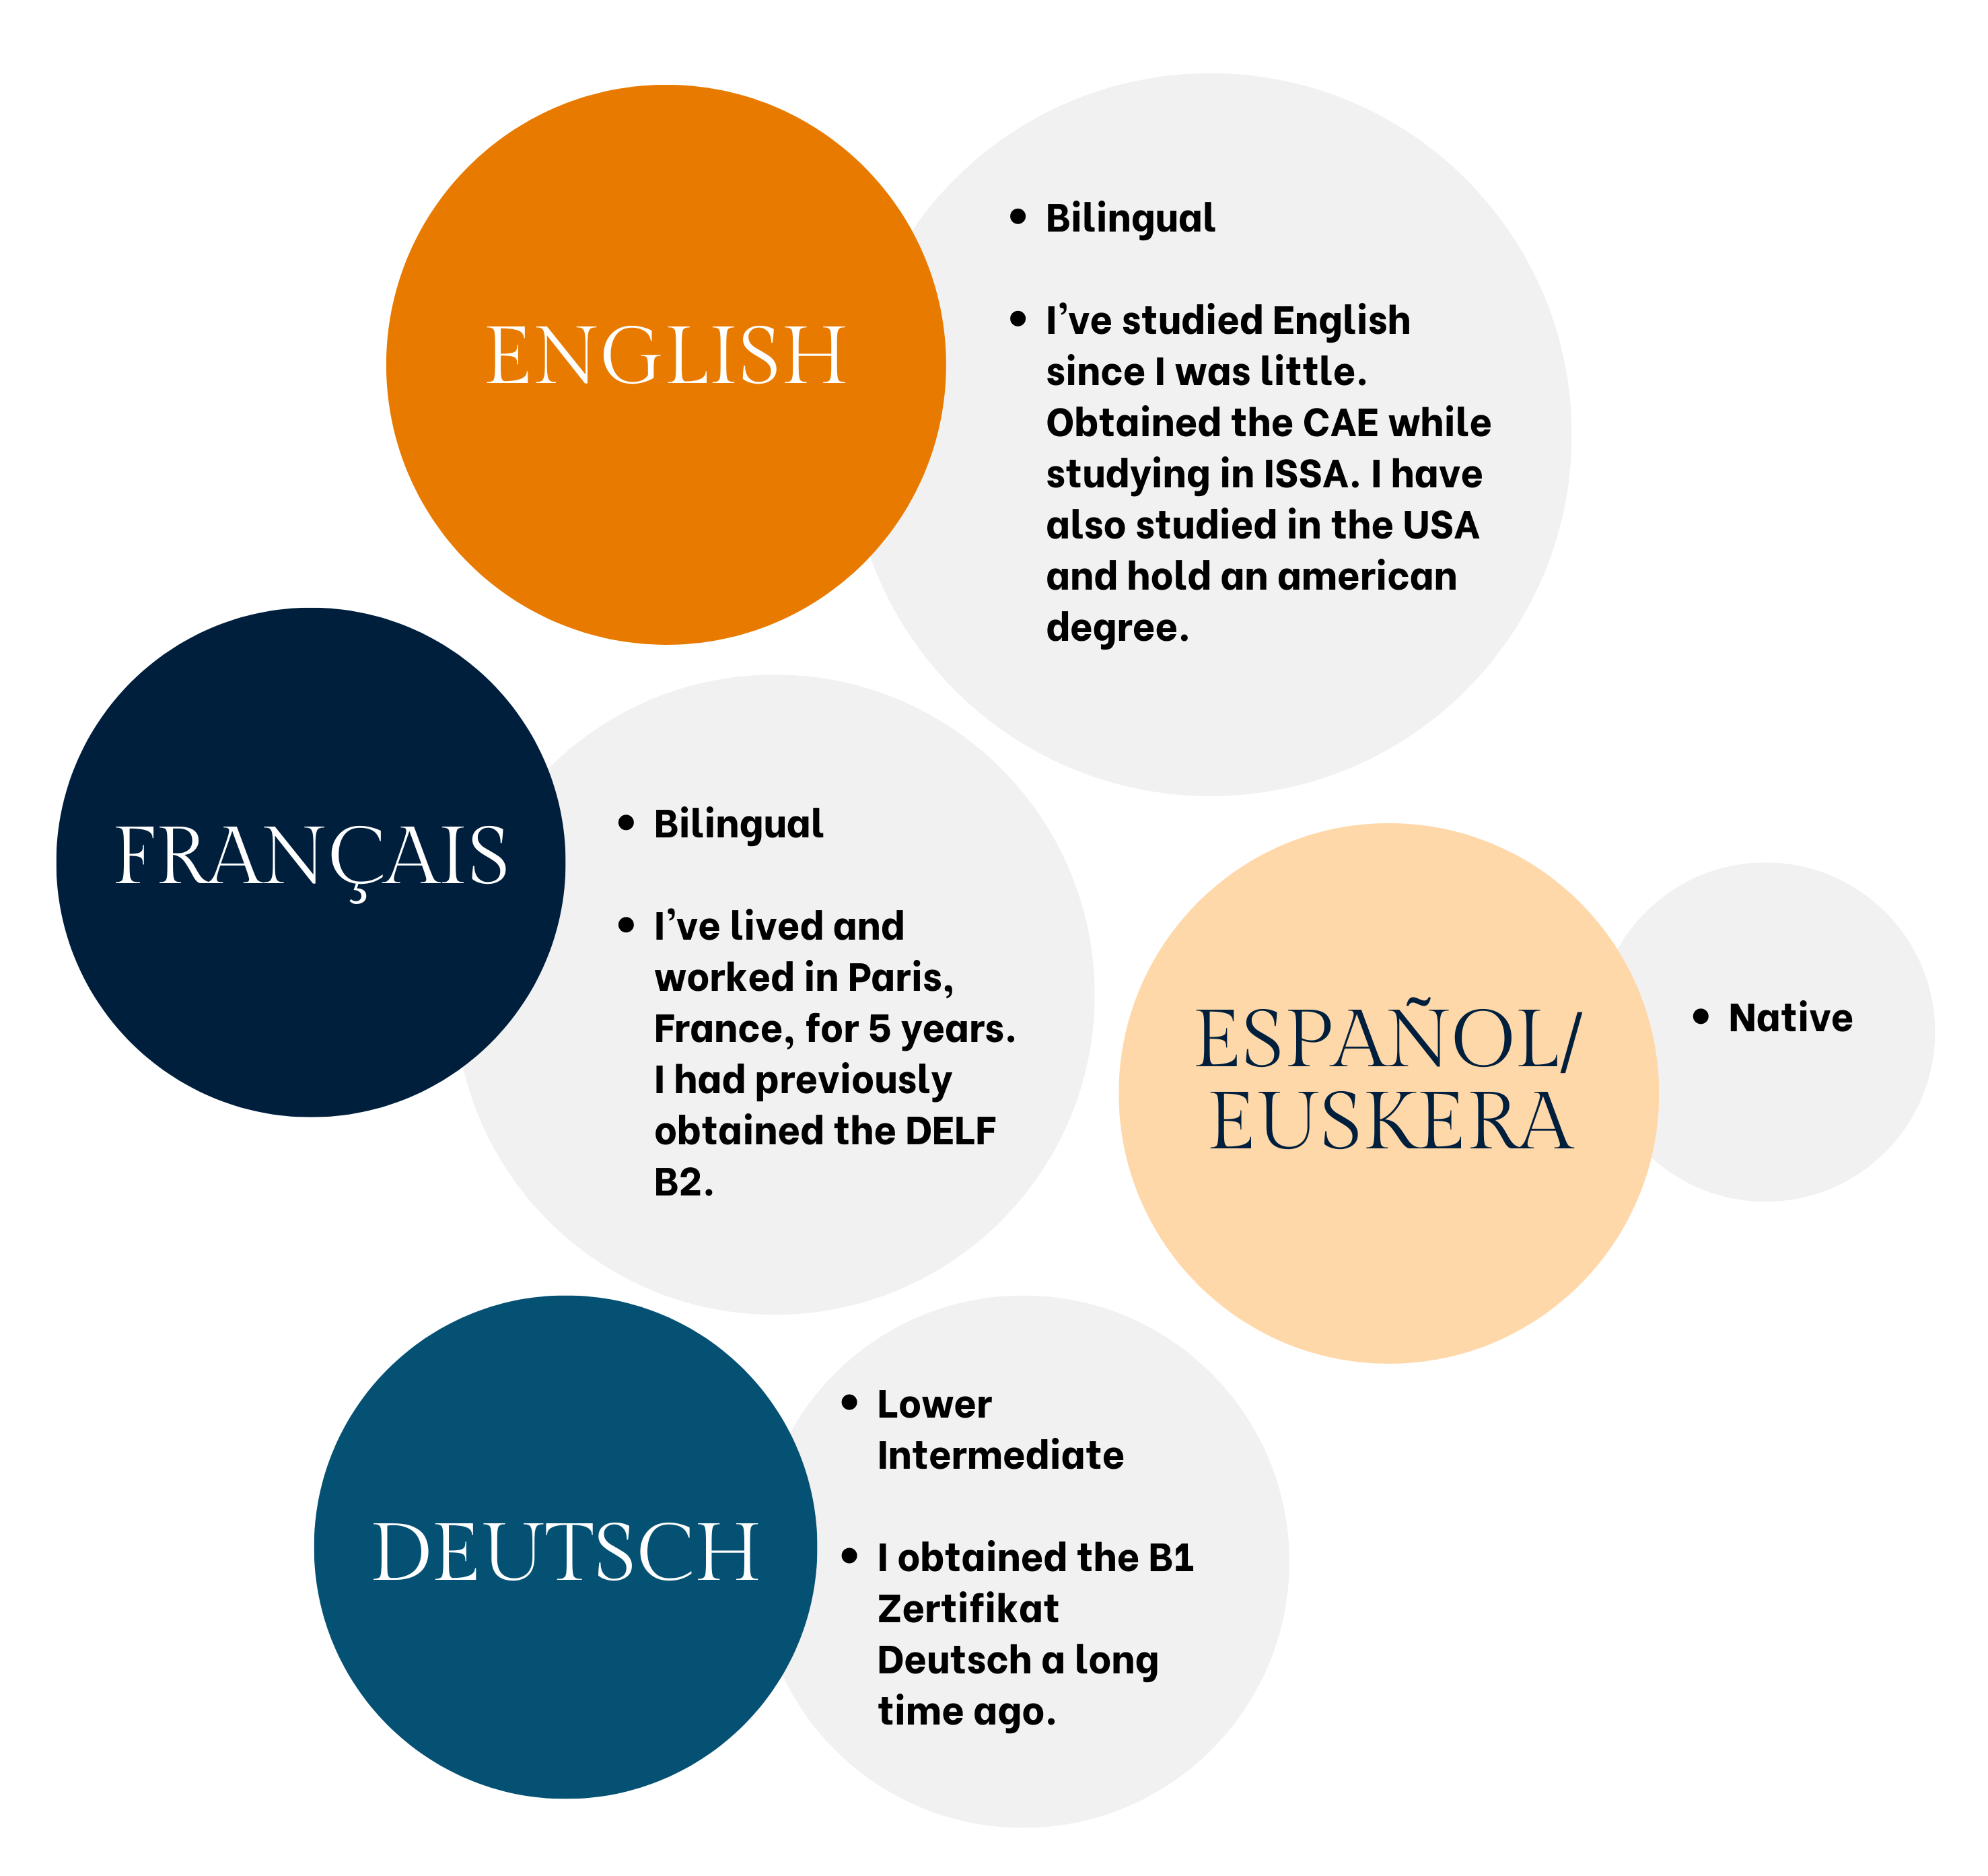 ENGLISH
• Bilingual
• I’ve studied English
since I was little.
Obtained the CAE while
studying in ISSA. I have
also studied in the USA
and hold an american
degree.
FRANÇAIS
• Bilingual
• I’ve lived and
worked in Paris,
France, for 5 years.
I had previously
obtained the DELF
B2.
ESPAÑOL/
EUSKERA
• Native
DEUTSCH
• Lower
Intermediate
• I obtained the B1
Zertifikat
Deutsch a long
time ago.